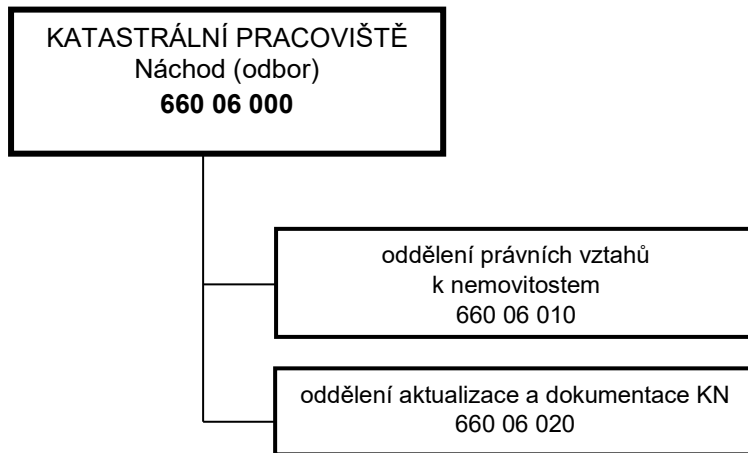 KATASTRÁLNÍ PRACOVIŠTĚ
Náchod (odbor)
660 06 000
oddělení právních vztahů
k nemovitostem
660 06 010
oddělení aktualizace a dokumentace KN
660 06 020